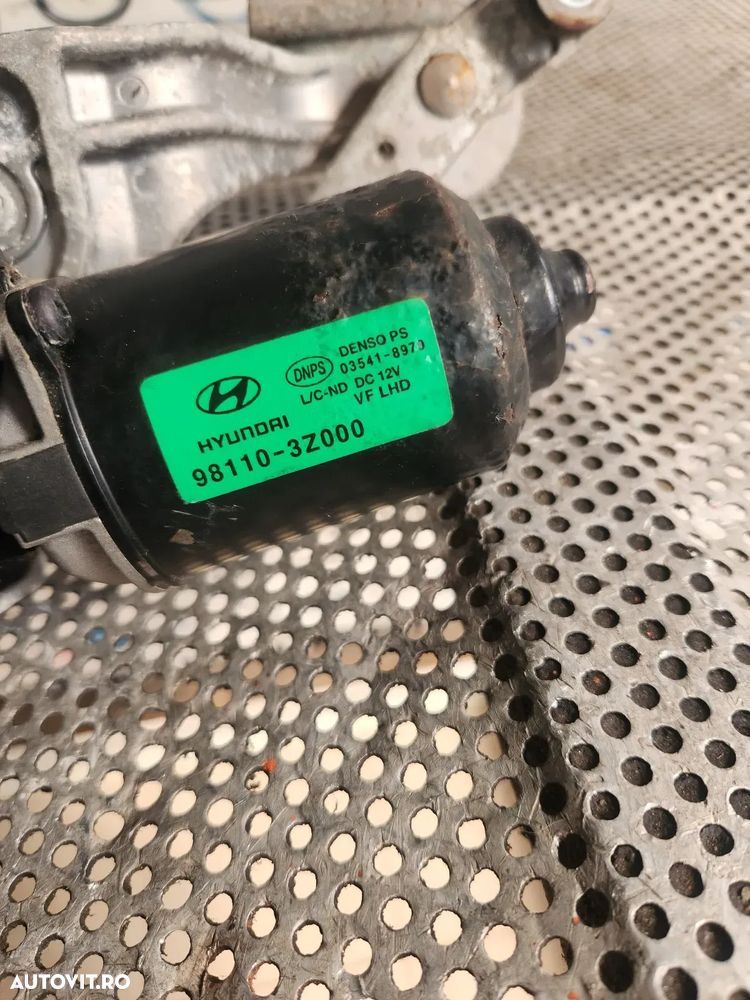 DENSO PS
DNPS 03541-8970
L/C-ND DC 12V
VF LHD
HYUNDAI
98110-3Z000
AUTOVIT.RO